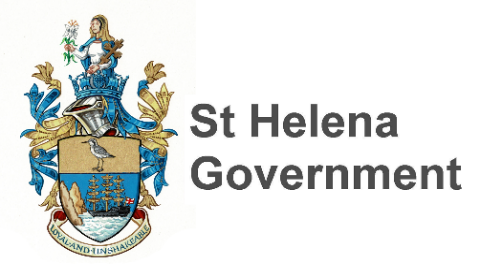 St Helena
Government
LOYAL AND UNSHAKEABLE